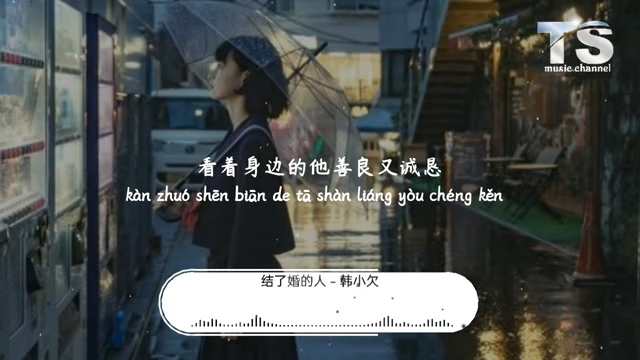 TS
music channel
看着身边的他善良又诚恳
kàn zhuó shēn biān de tā shàn liáng yòu chéng kěn
结了婚的人 - 韩小欠